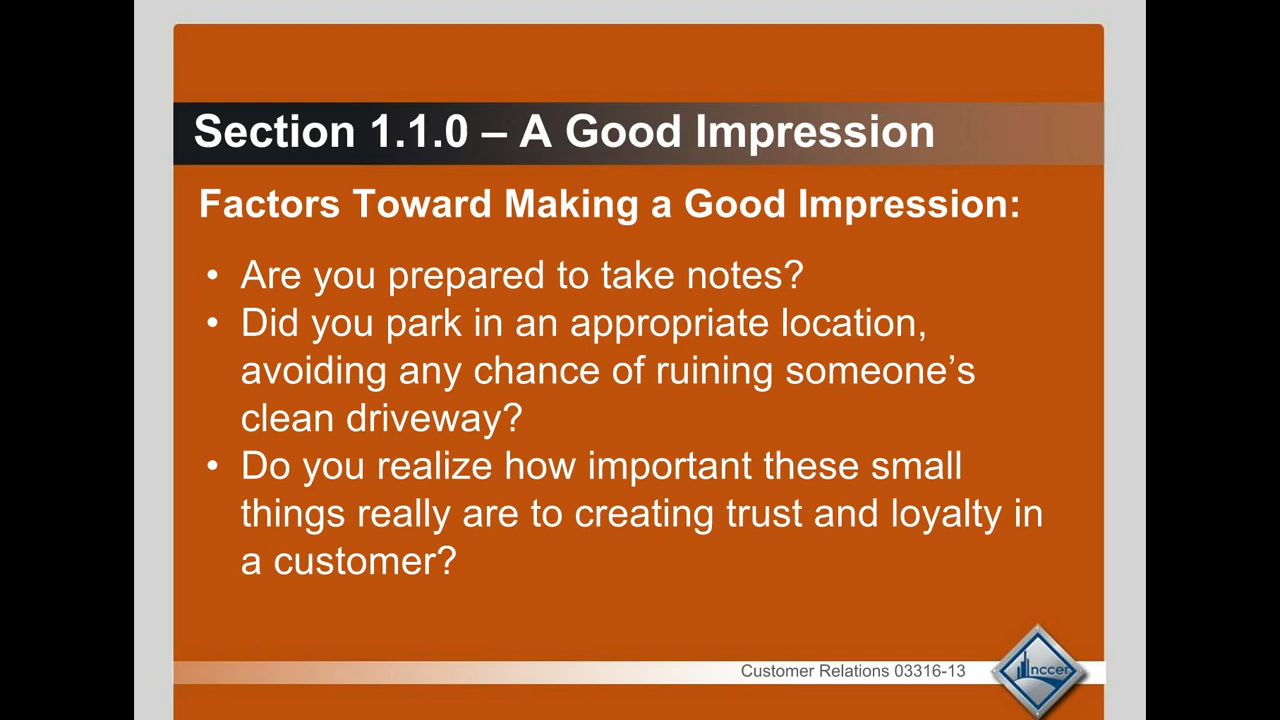 Section 1.1.0 – A Good Impression
Factors Toward Making a Good Impression:
• Are you prepared to take notes?
• Did you park in an appropriate location,
avoiding any chance of ruining someone’s
clean driveway?
• Do you realize how important these small
things really are to creating trust and loyalty in
a customer?
Customer Relations 03316-13
nccer